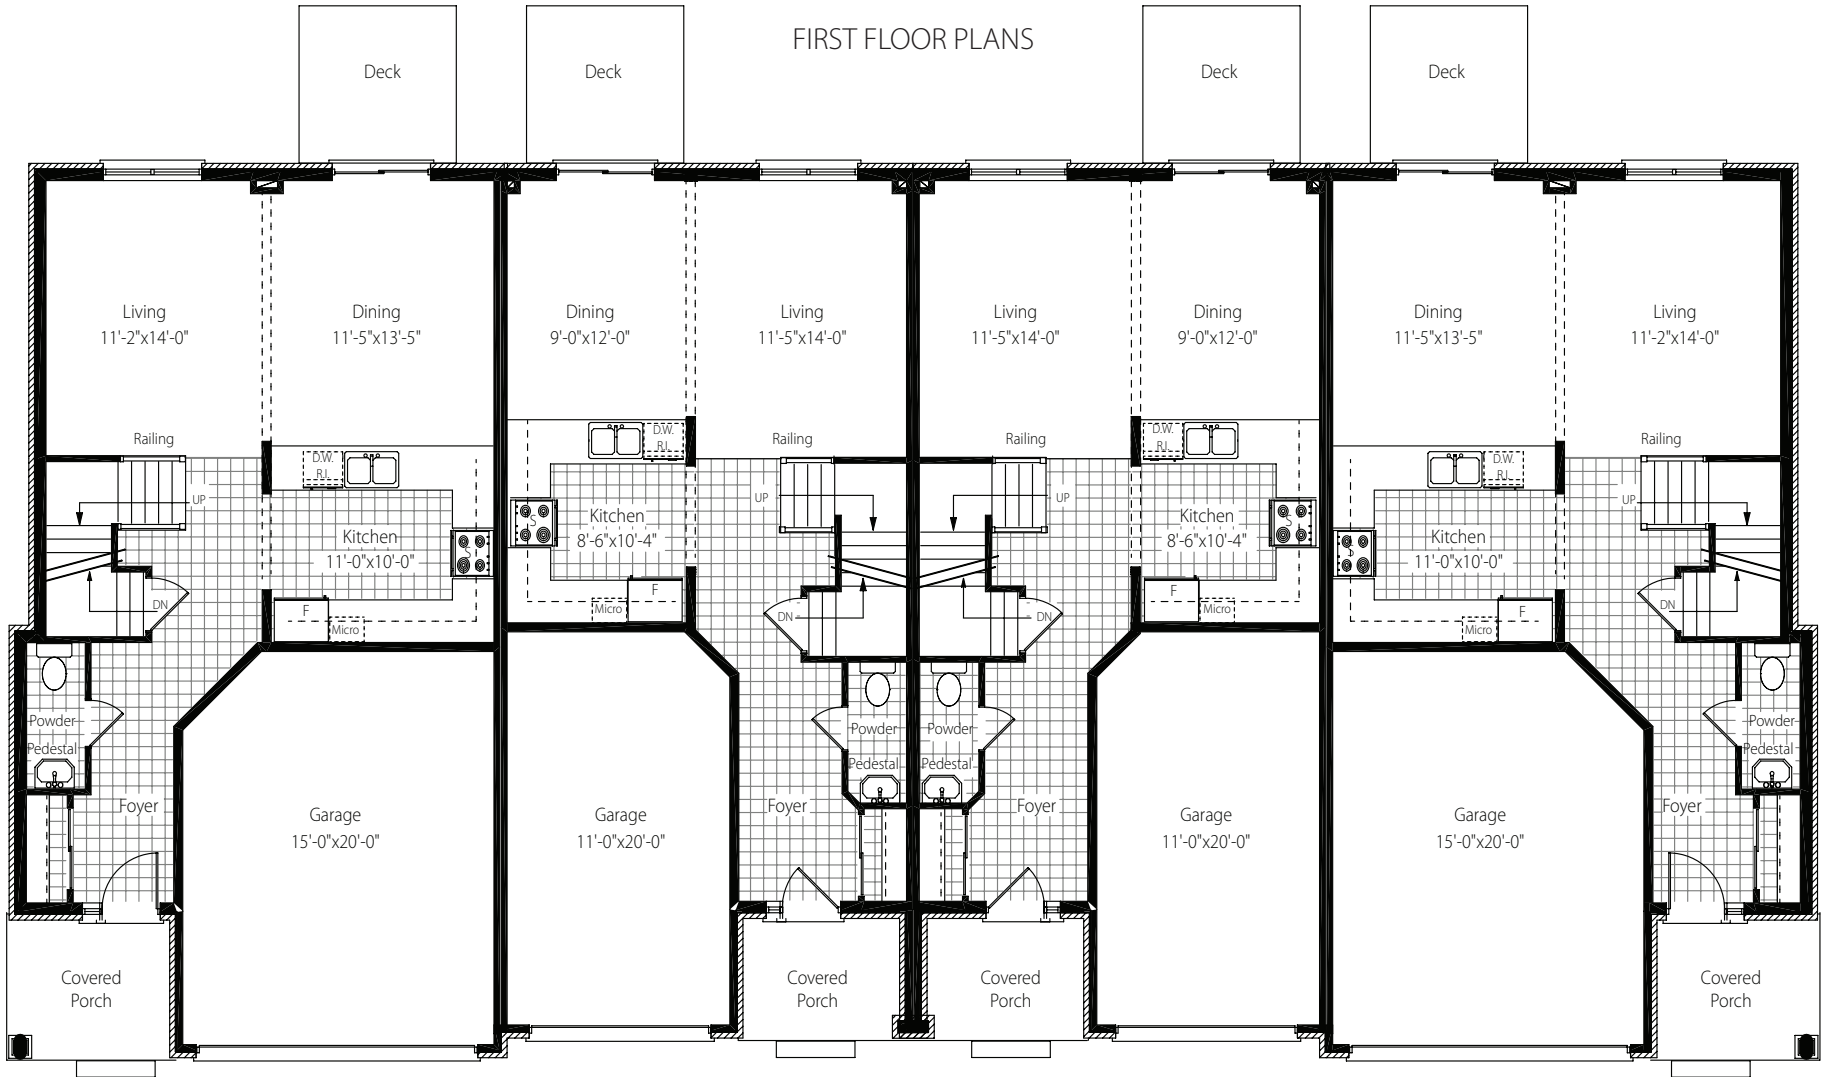 FIRST FLOOR PLANS
Deck
Deck
Deck
Deck
Living
11'-2"x14'-0"
Dining
11'-5"x13'-5"
Dining
9'-0"x12'-0"
Living
11'-5"x14'-0"
Living
11'-5"x14'-0"
Dining
9'-0"x12'-0"
Dining
11'-5"x13'-5"
Living
11'-2"x14'-0"
Railing
D.W.
R.I.
D.W.
R.I.
Railing
Railing
D.W.
R.I.
D.W.
R.I.
Railing
UP
Kitchen
11'-0"x10'-0"
S
S
Kitchen
8'-6"x10'-4"
UP
UP
Kitchen
8'-6"x10'-4"
S
S
Kitchen
11'-0"x10'-0"
UP
DN
F
Micro
Micro
F
DN
DN
F
Micro
Micro
F
DN
Powder
Pedestal
Powder
Pedestal
Powder
Pedestal
Powder
Pedestal
Foyer
Garage
15'-0"x20'-0"
Garage
11'-0"x20'-0"
Foyer
Foyer
Garage
11'-0"x20'-0"
Garage
15'-0"x20'-0"
Foyer
Covered
Porch
Covered
Porch
Covered
Porch
Covered
Porch